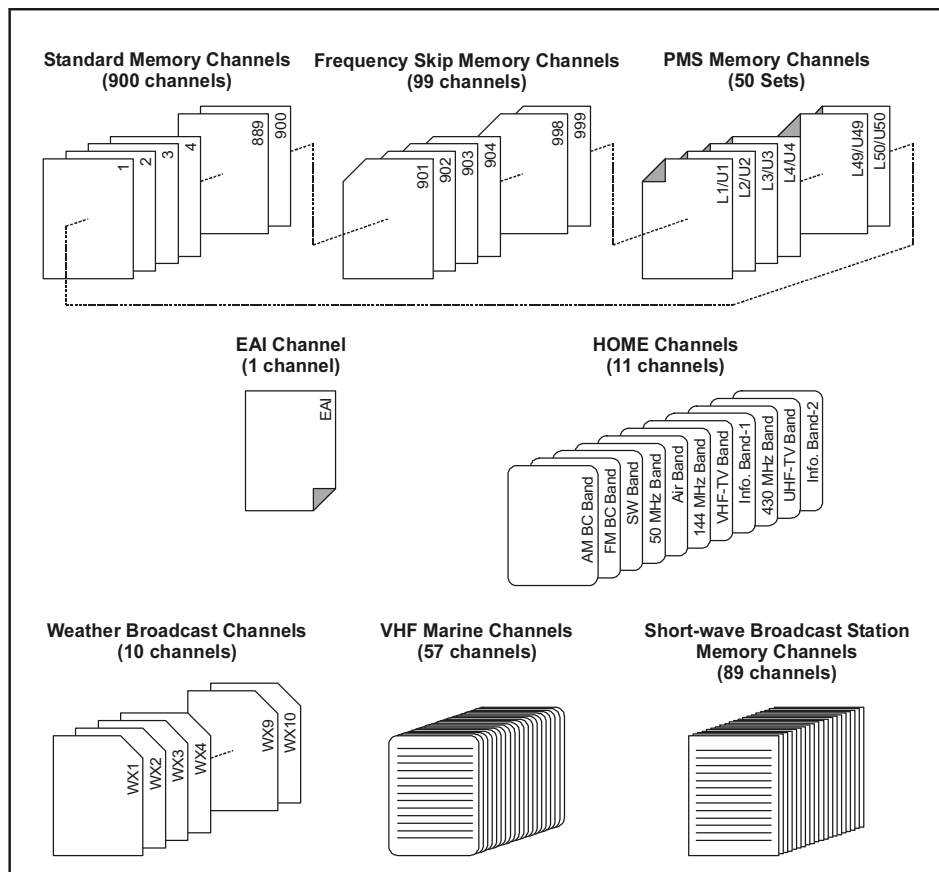 Standard Memory Channels
(900 channels)
1
2
3
4
889
900
Frequency Skip Memory Channels
(99 channels)
901
902
903
904
998
999
PMS Memory Channels
(50 Sets)
L1/U1
L2/U2
L3/U3
L4/U4
L49/U49
L50/U50
EAI Channel
(1 channel)
EAI
HOME Channels
(11 channels)
AM BC Band
FM BC Band
SW Band
50 MHz Band
Air Band
144 MHz Band
VHF-TV Band
Info. Band-1
430 MHz Band
UHF-TV Band
Info. Band-2
Weather Broadcast Channels
(10 channels)
WX1
WX2
WX3
WX4
WX9
WX10
VHF Marine Channels
(57 channels)
Short-wave Broadcast Station
Memory Channels
(89 channels)